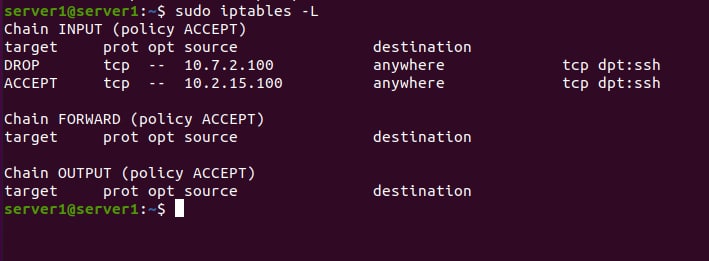 server1@server1:~$ sudo iptables -L
Chain INPUT (policy ACCEPT)
target     prot opt source               destination
DROP       tcp  --  10.7.2.100           anywhere             tcp dpt:ssh
ACCEPT     tcp  --  10.2.15.100          anywhere             tcp dpt:ssh

Chain FORWARD (policy ACCEPT)
target     prot opt source               destination

Chain OUTPUT (policy ACCEPT)
target     prot opt source               destination
server1@server1:~$